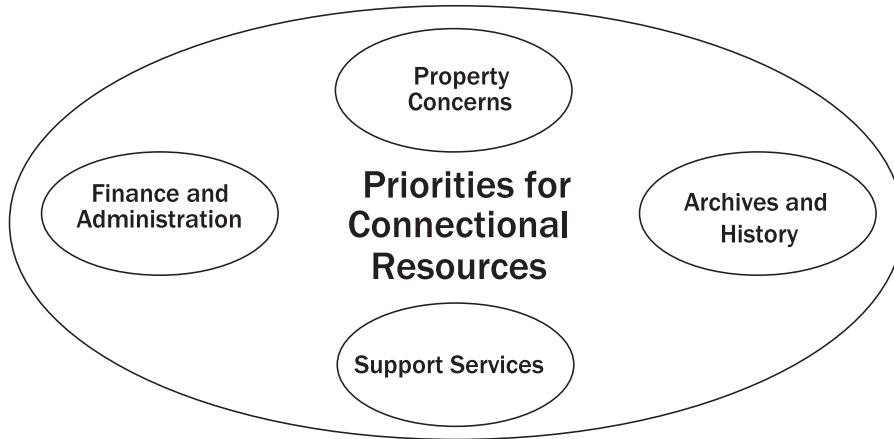 Property
Concerns
Finance and
Administration
Priorities for
Connectional
Resources
Archives and
History
Support Services